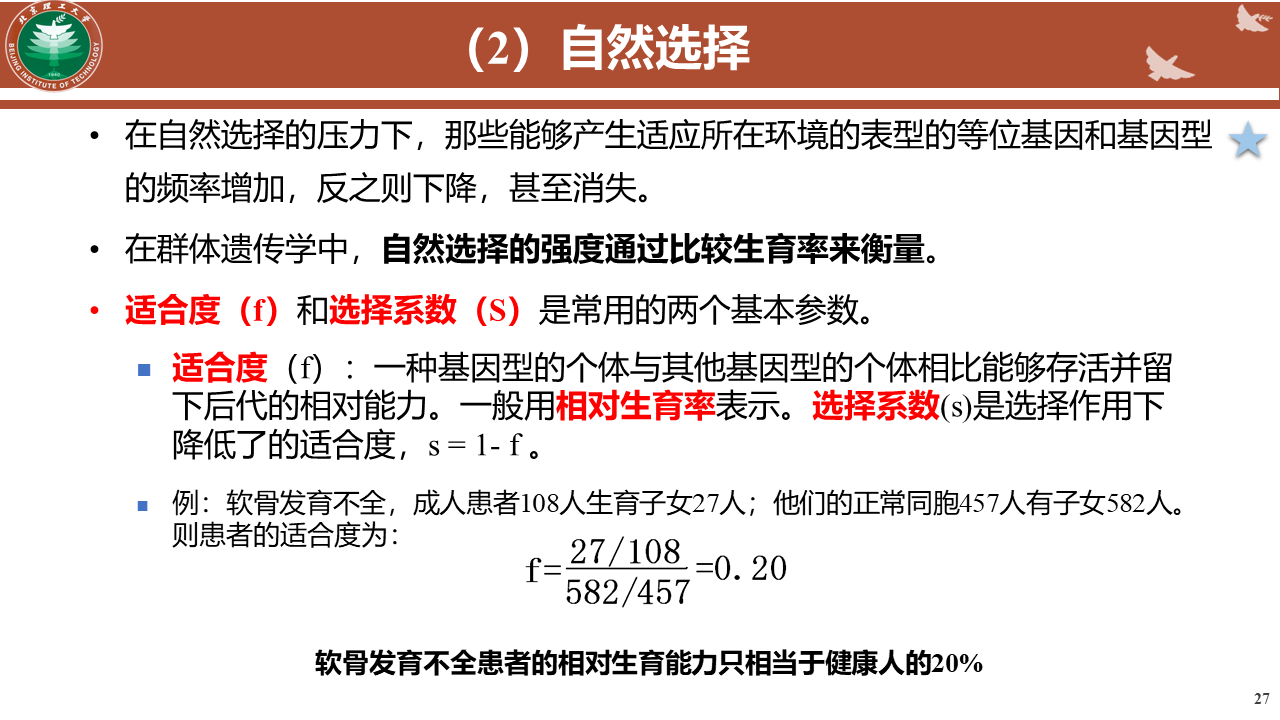 北京理工大学
BEIJING INSTITUTE OF TECHNOLOGY
1940
（2）自然选择
• 在自然选择的压力下，那些能够产生适应所在环境的表型的等位基因和基因型
的频率增加，反之则下降，甚至消失。
• 在群体遗传学中，自然选择的强度通过比较生育率来衡量。
• 适合度（f）和选择系数（S）是常用的两个基本参数。
■ 适合度（f）：一种基因型的个体与其他基因型的个体相比能够存活并留
下后代的相对能力。一般用相对生育率表示。选择系数(s)是选择作用下
降低了的适合度，s = 1- f 。
■ 例：软骨发育不全，成人患者108人生育子女27人；他们的正常同胞457人有子女582人。
则患者的适合度为：
f=27/108
582/457
=0.20
软骨发育不全患者的相对生育能力只相当于健康人的20%
27